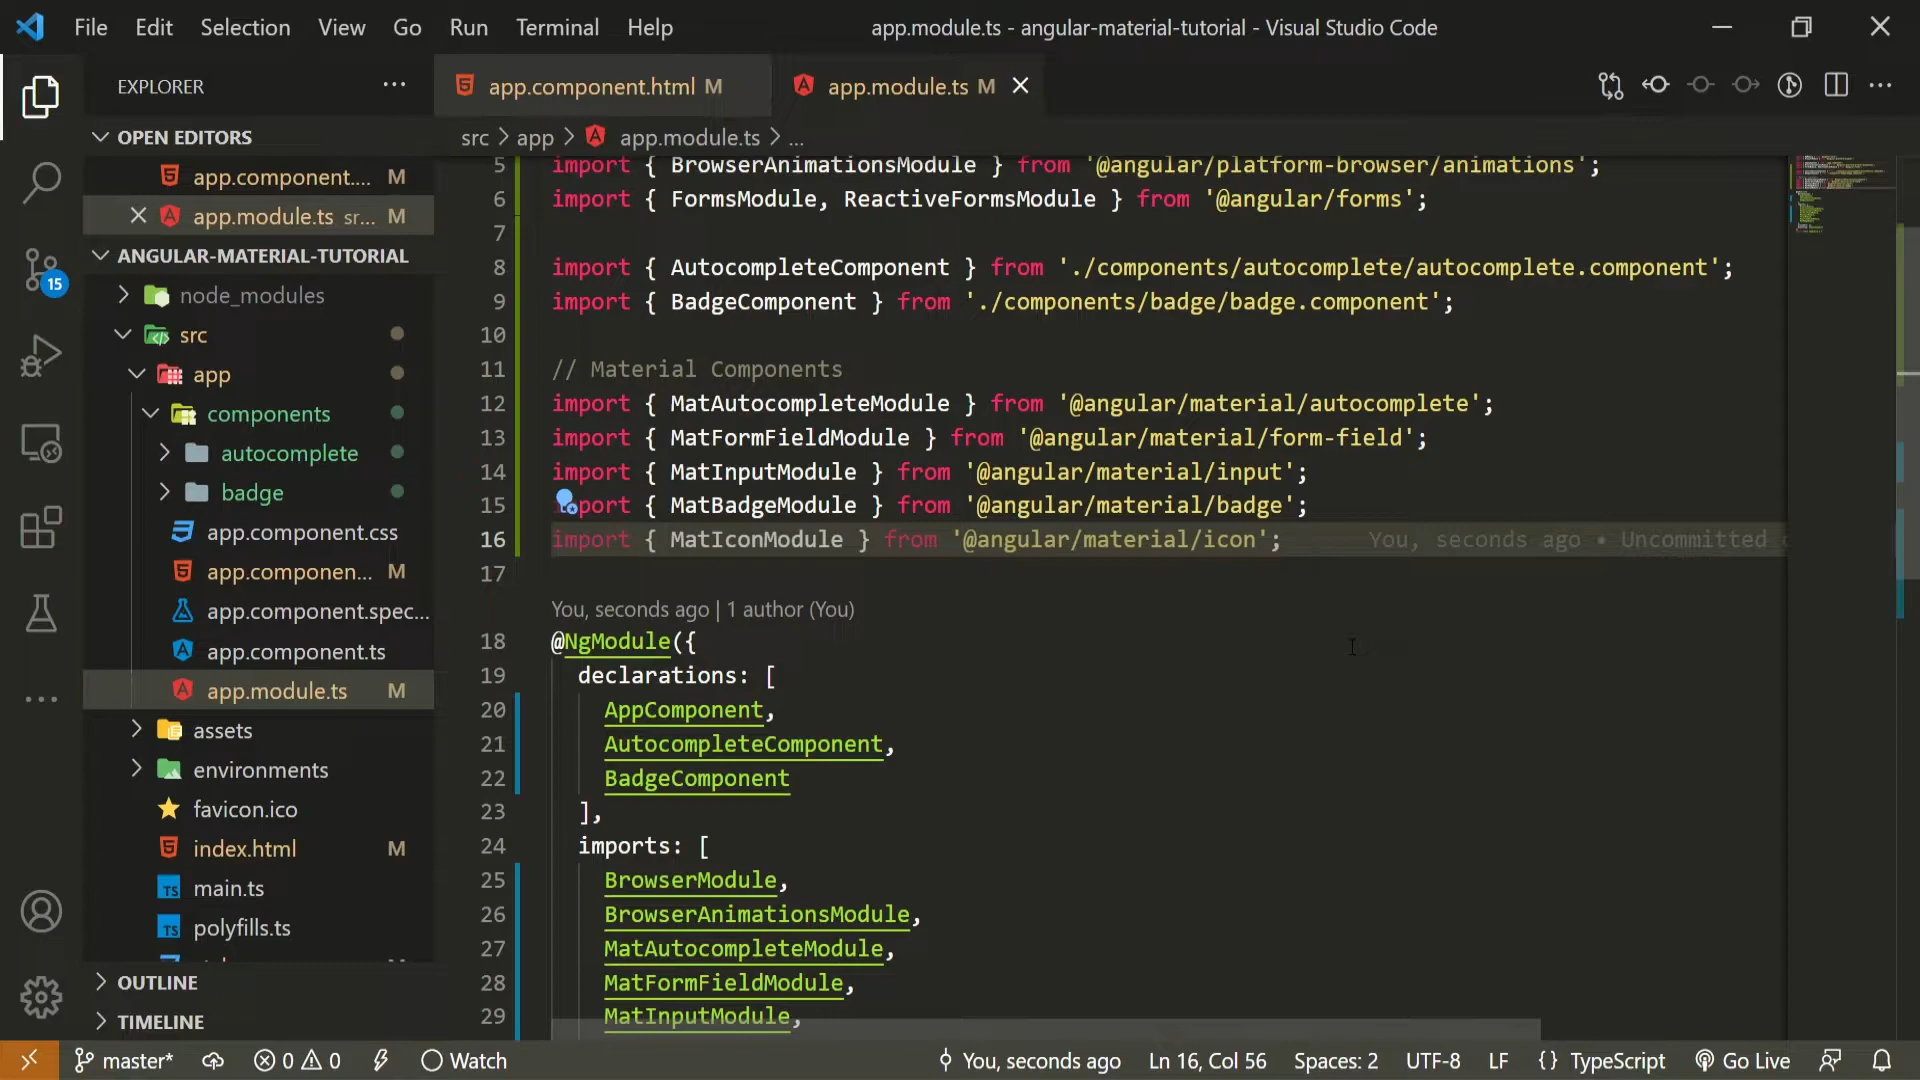 File Edit Selection View Go Run Terminal Help
app.module.ts - angular-material-tutorial - Visual Studio Code
EXPLORER
OPEN EDITORS
app.component.... M
app.module.ts sr... M
ANGULAR-MATERIAL-TUTORIAL
node_modules
src
app
components
autocomplete
badge
app.component.css
app.componen... M
app.component.spec...
app.component.ts
app.module.ts M
assets
environments
favicon.ico
index.html M
main.ts
polyfills.ts
OUTLINE
TIMELINE
15
app.component.html M
app.module.ts M
src > app > app.module.ts > ...
5 import { BrowserAnimationsModule } from '@angular/platform-browser/animations';
6 import { FormsModule, ReactiveFormsModule } from '@angular/forms';
7
8 import { AutocompleteComponent } from './components/autocomplete/autocomplete.component';
9 import { BadgeComponent } from './components/badge/badge.component';
10
11 // Material Components
12 import { MatAutocompleteModule } from '@angular/material/autocomplete';
13 import { MatFormFieldModule } from '@angular/material/form-field';
14 import { MatInputModule } from '@angular/material/input';
15 import { MatBadgeModule } from '@angular/material/badge';
16 import { MatIconModule } from '@angular/material/icon'; You, seconds ago • Uncommitted
17
You, seconds ago | 1 author (You)
18 @NgModule({
19 declarations: [
20 AppComponent,
21 AutocompleteComponent,
22 BadgeComponent
23 ],
24 imports: [
25 BrowserModule,
26 BrowserAnimationsModule,
27 MatAutocompleteModule,
28 MatFormFieldModule,
29 MatInputModule,
master* 0 0 Watch You, seconds ago Ln 16, Col 56 Spaces: 2 UTF-8 LF {} TypeScript Go Live